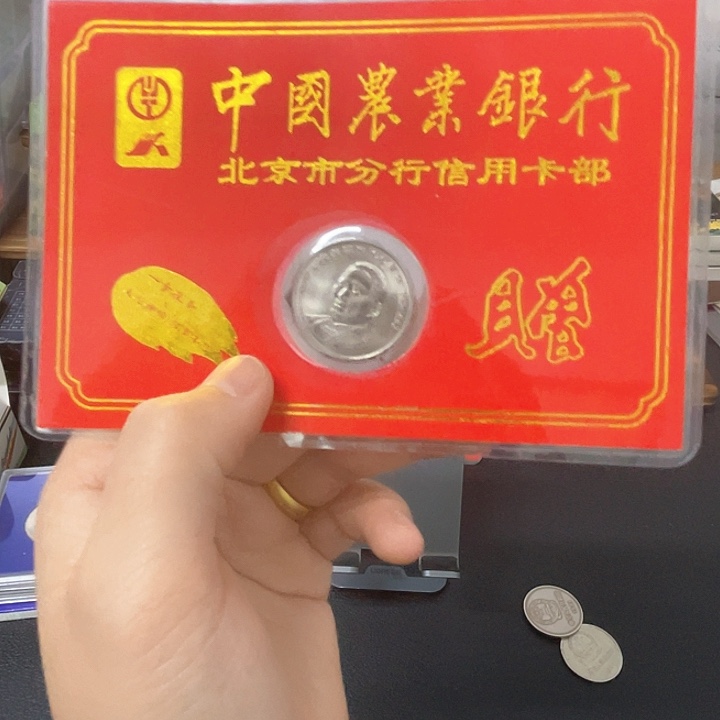 中國農業銀行
北京市分行信用卡部
贈